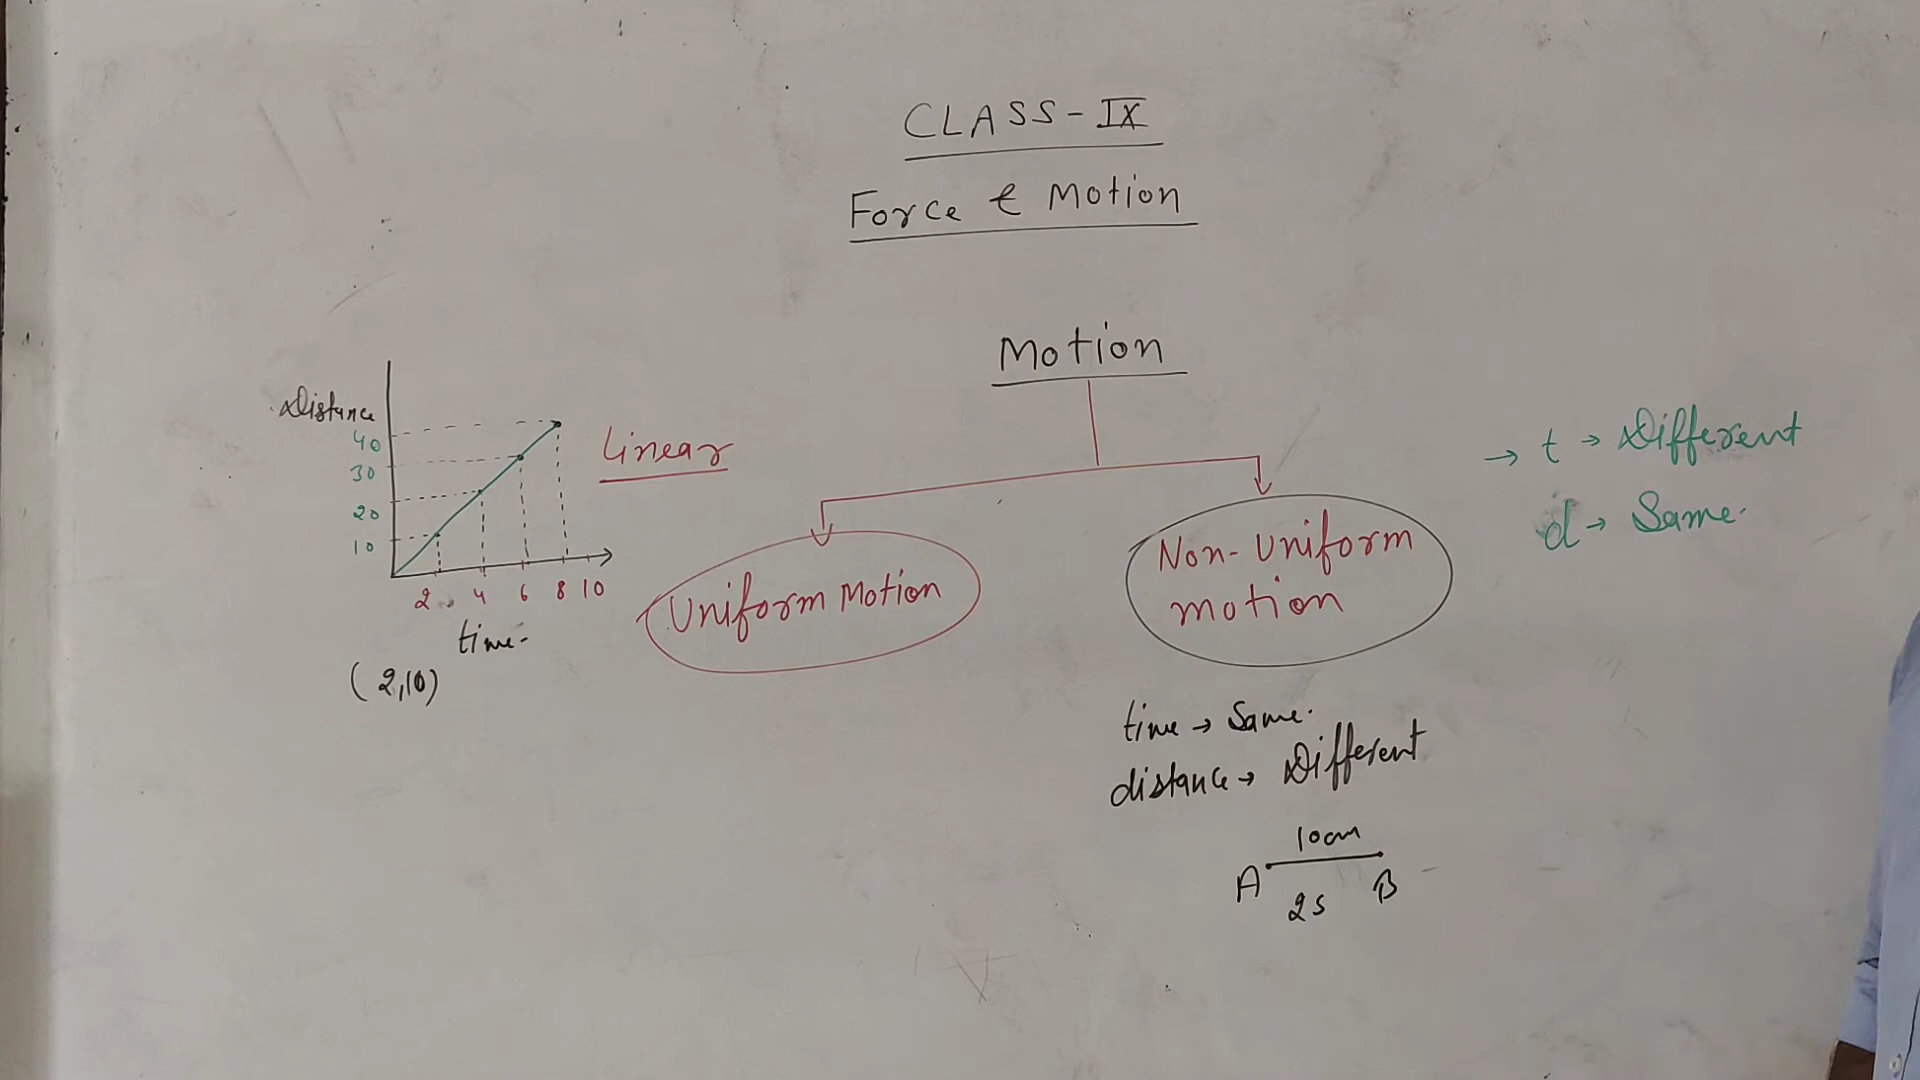 CLASS-IX
Force & Motion
Motion
Distance
40
30
20
10
2 4 6 8 10
time
(2,10)
Linear
Uniform Motion
Non-Uniform
motion
→ t → Different
d → Same.
time → Same.
distance → Different
10cm
A B
2s